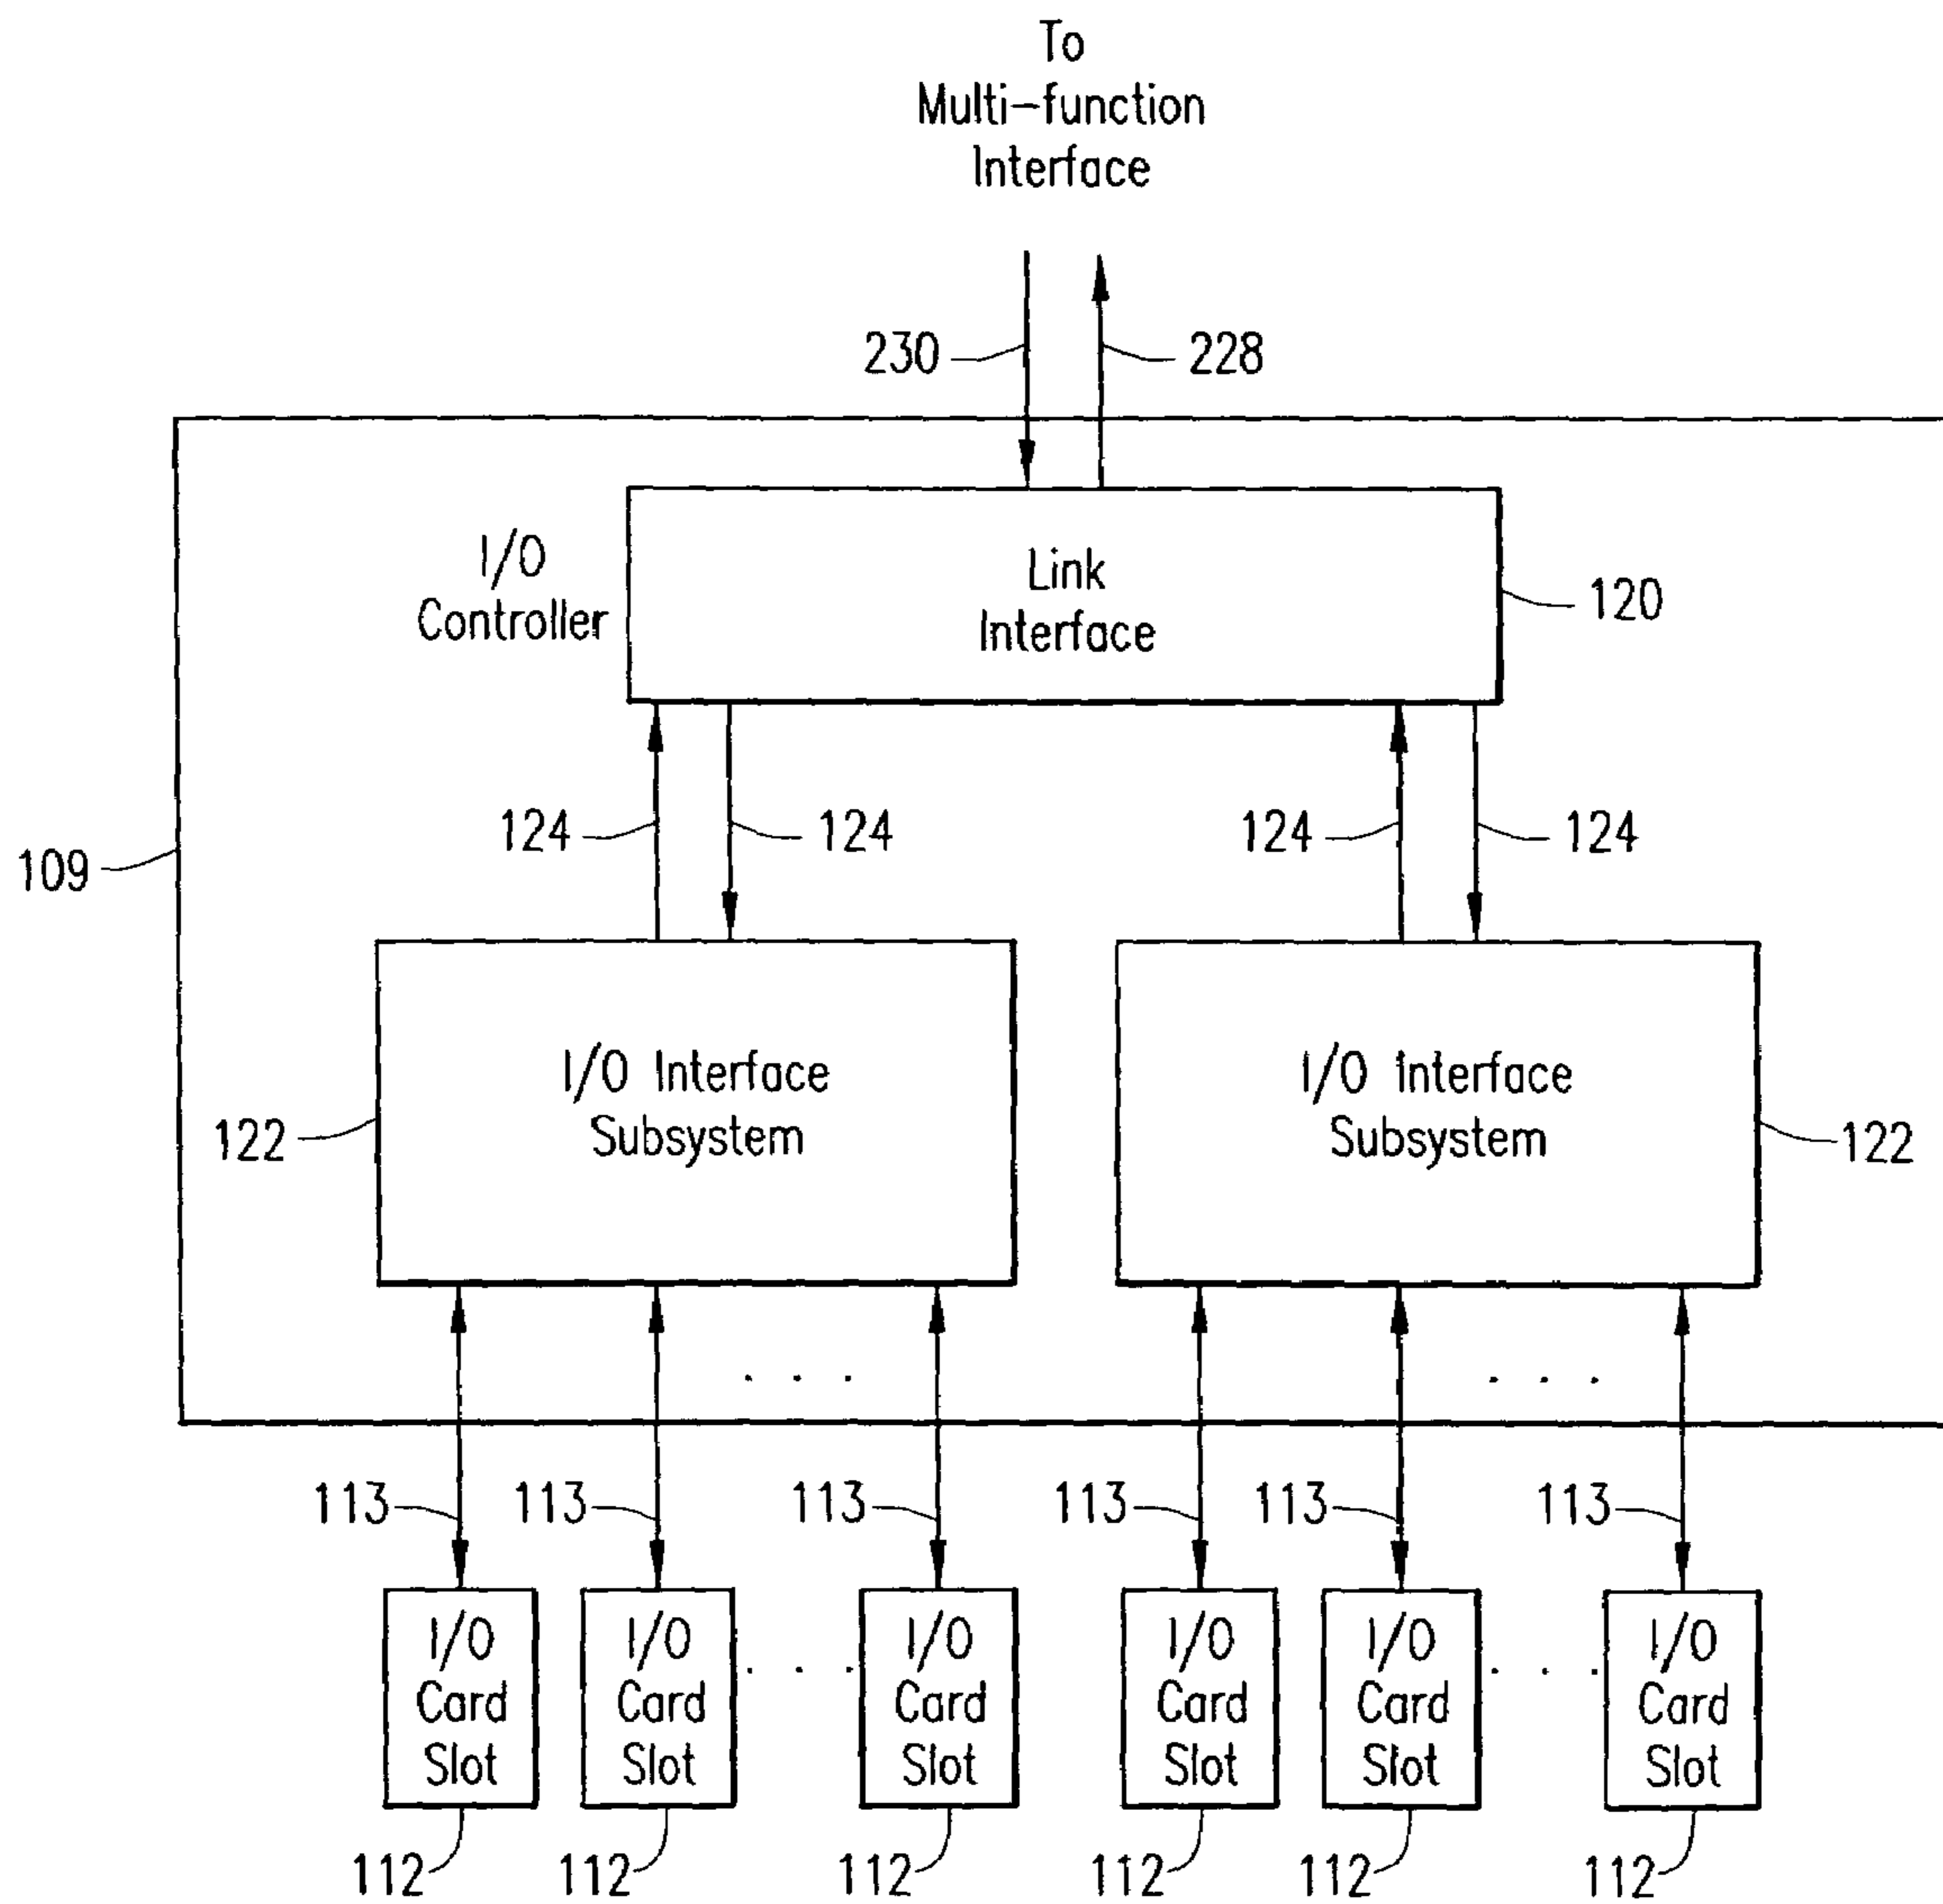 To
Multi-function
Interface
230
228
I/O
Controller
Link
Interface
120
124
124
124
124
109
I/O Interface
Subsystem
I/O Interface
Subsystem
122
122
. . .
. . .
113
113
113
113
113
113
I/O
Card
Slot
I/O
Card
Slot
. . .
I/O
Card
Slot
I/O
Card
Slot
I/O
Card
Slot
. . .
I/O
Card
Slot
112
112
112
112
112
112